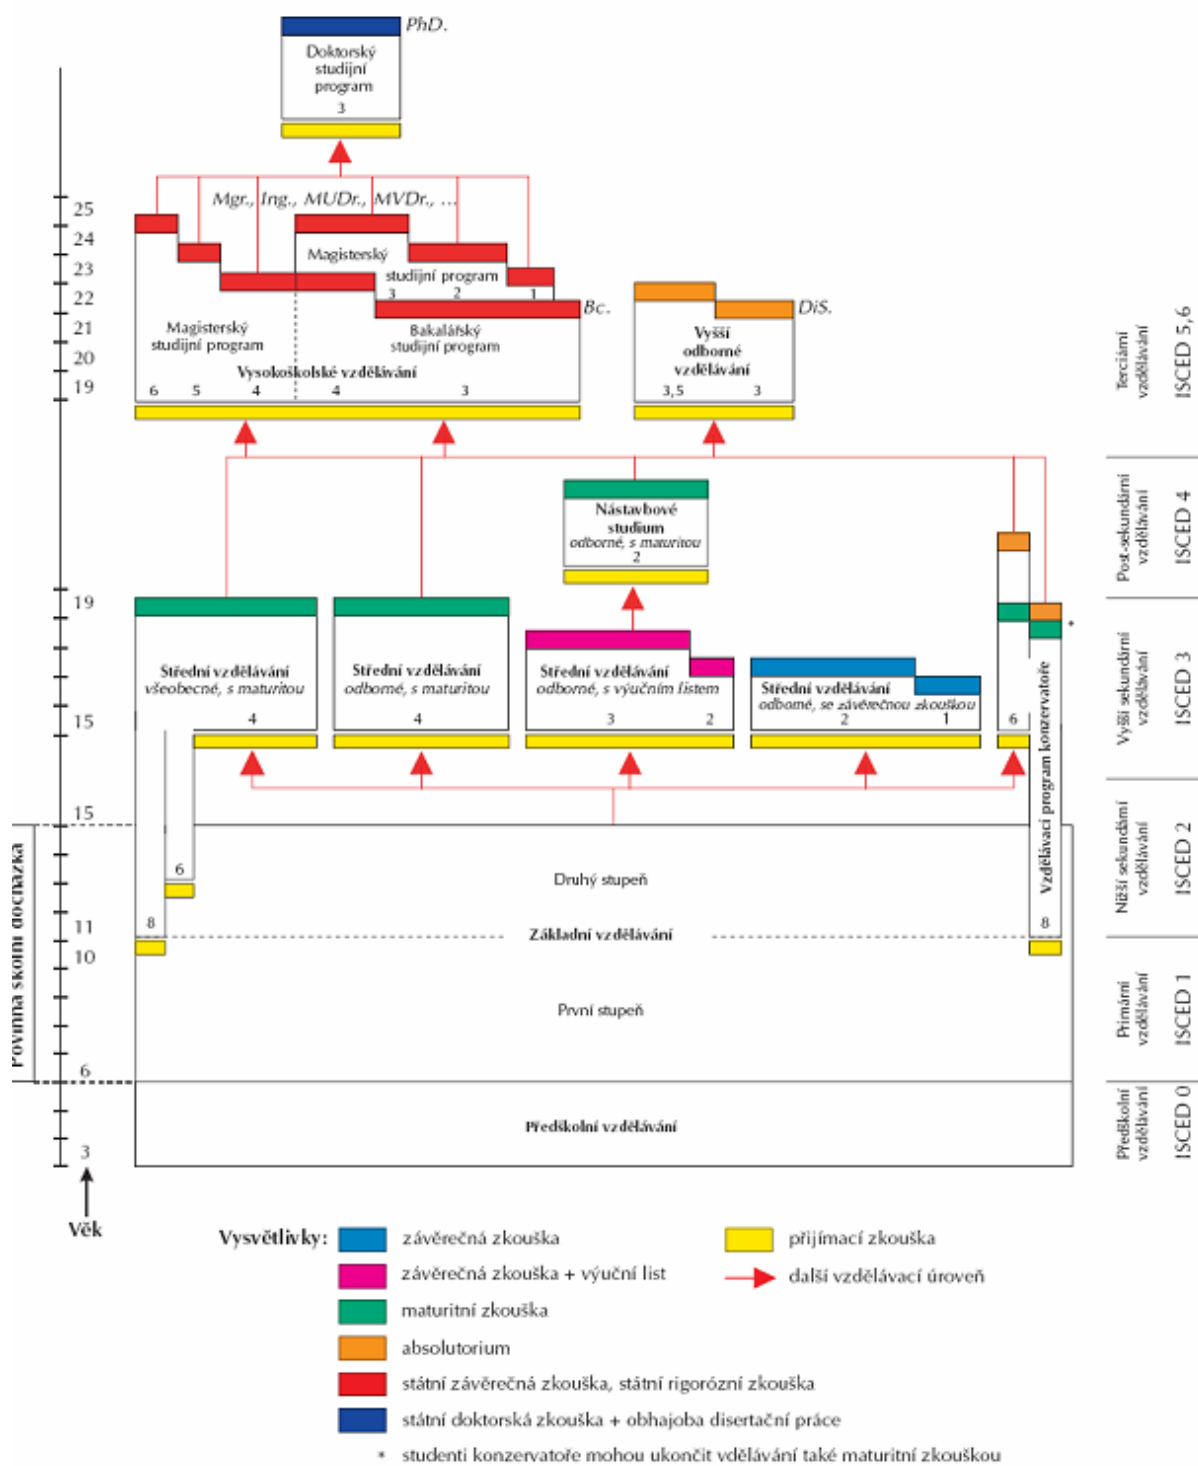 PhD.
Doktorský
studijní
program
3
Mgr., Ing., MUDr., MVDr., ...
25
24
23
22
21
20
19
Magisterský
studijní program
3
2
1
Bc.
Magisterský
studijní program
Bakalářský
studijní program
Vysokoškolské vzdělávání
6
5
4
4
3
DiS.
Vyšší
odborné
vzdělávání
3,5
3
Terciární
vzdělávání
ISCED 5,6
Nástavbové
studium
odborné, s maturitou
2
Post-sekundární
vzdělávání
ISCED 4
19
15
Střední vzdělávání
všeobecné, s maturitou
4
Střední vzdělávání
odborné, s maturitou
4
Střední vzdělávání
odborné, s výučním listem
3
2
Střední vzdělávání
odborné, se závěrečnou zkouškou
2
1
6
*
Vzdělávací program konzervatoře
8
Vyšší sekundární
vzdělávání
ISCED 3
15
11
10
6
3
6
8
Povinná školní docházka
Druhý stupeň
Základní vzdělávání
První stupeň
Předškolní vzdělávání
Nižší sekundární
vzdělávání
ISCED 2
Primární
vzdělávání
ISCED 1
Předškolní
vzdělávání
ISCED 0
Věk
Vysvětlivky:
závěrečná zkouška
závěrečná zkouška + výuční list
maturitní zkouška
absolutorium
státní závěrečná zkouška, státní rigorózní zkouška
státní doktorská zkouška + obhajoba disertační práce
* studenti konzervatoře mohou ukončit vdělávání také maturitní zkouškou
přijímací zkouška
další vzdělávací úroveň